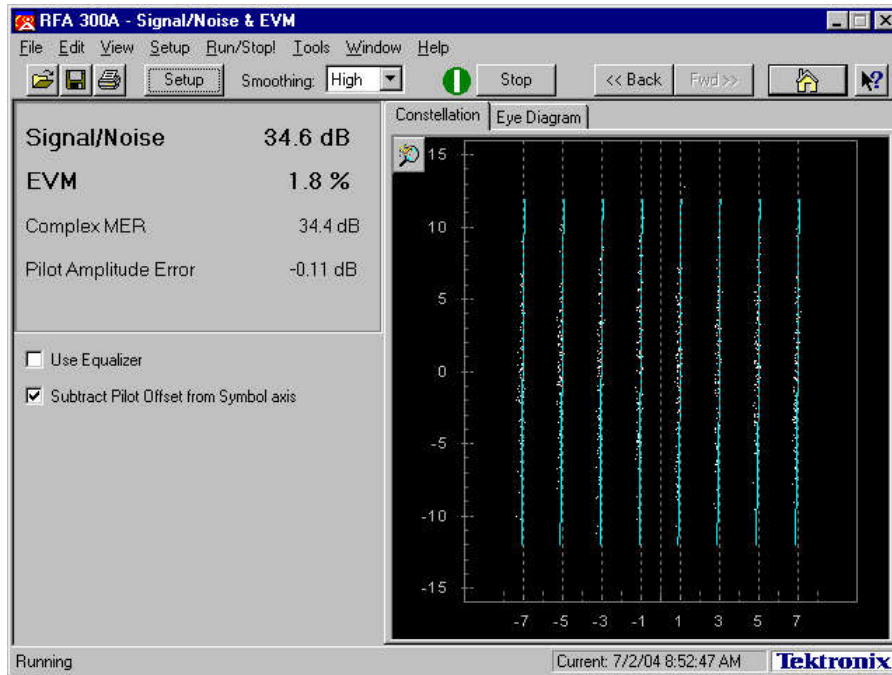 RFA 300A - Signal/Noise & EVM
File Edit View Setup Run/Stop! Tools Window Help
Setup Smoothing: High Stop << Back Fwd >>
Signal/Noise 34.6 dB
EVM 1.8 %
Complex MER 34.4 dB
Pilot Amplitude Error -0.11 dB
Use Equalizer
Subtract Pilot Offset from Symbol axis
Constellation Eye Diagram
15
10
5
0
-5
-10
-15
-7 -5 -3 -1 1 3 5 7
Running Current: 7/2/04 8:52:47 AM Tektronix